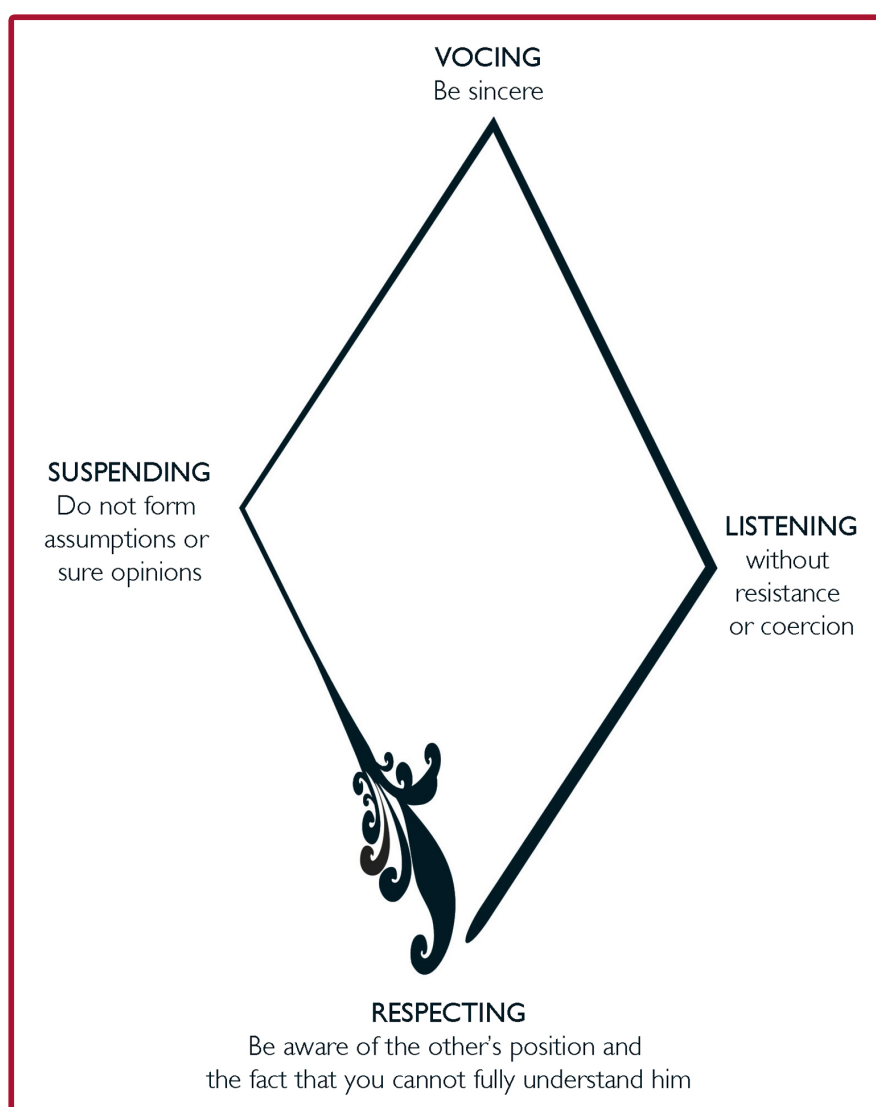 VOCING
Be sincere
SUSPENDING
Do not form
assumptions or
sure opinions
LISTENING
without
resistance
or coercion
RESPECTING
Be aware of the other's position and
the fact that you cannot fully understand him